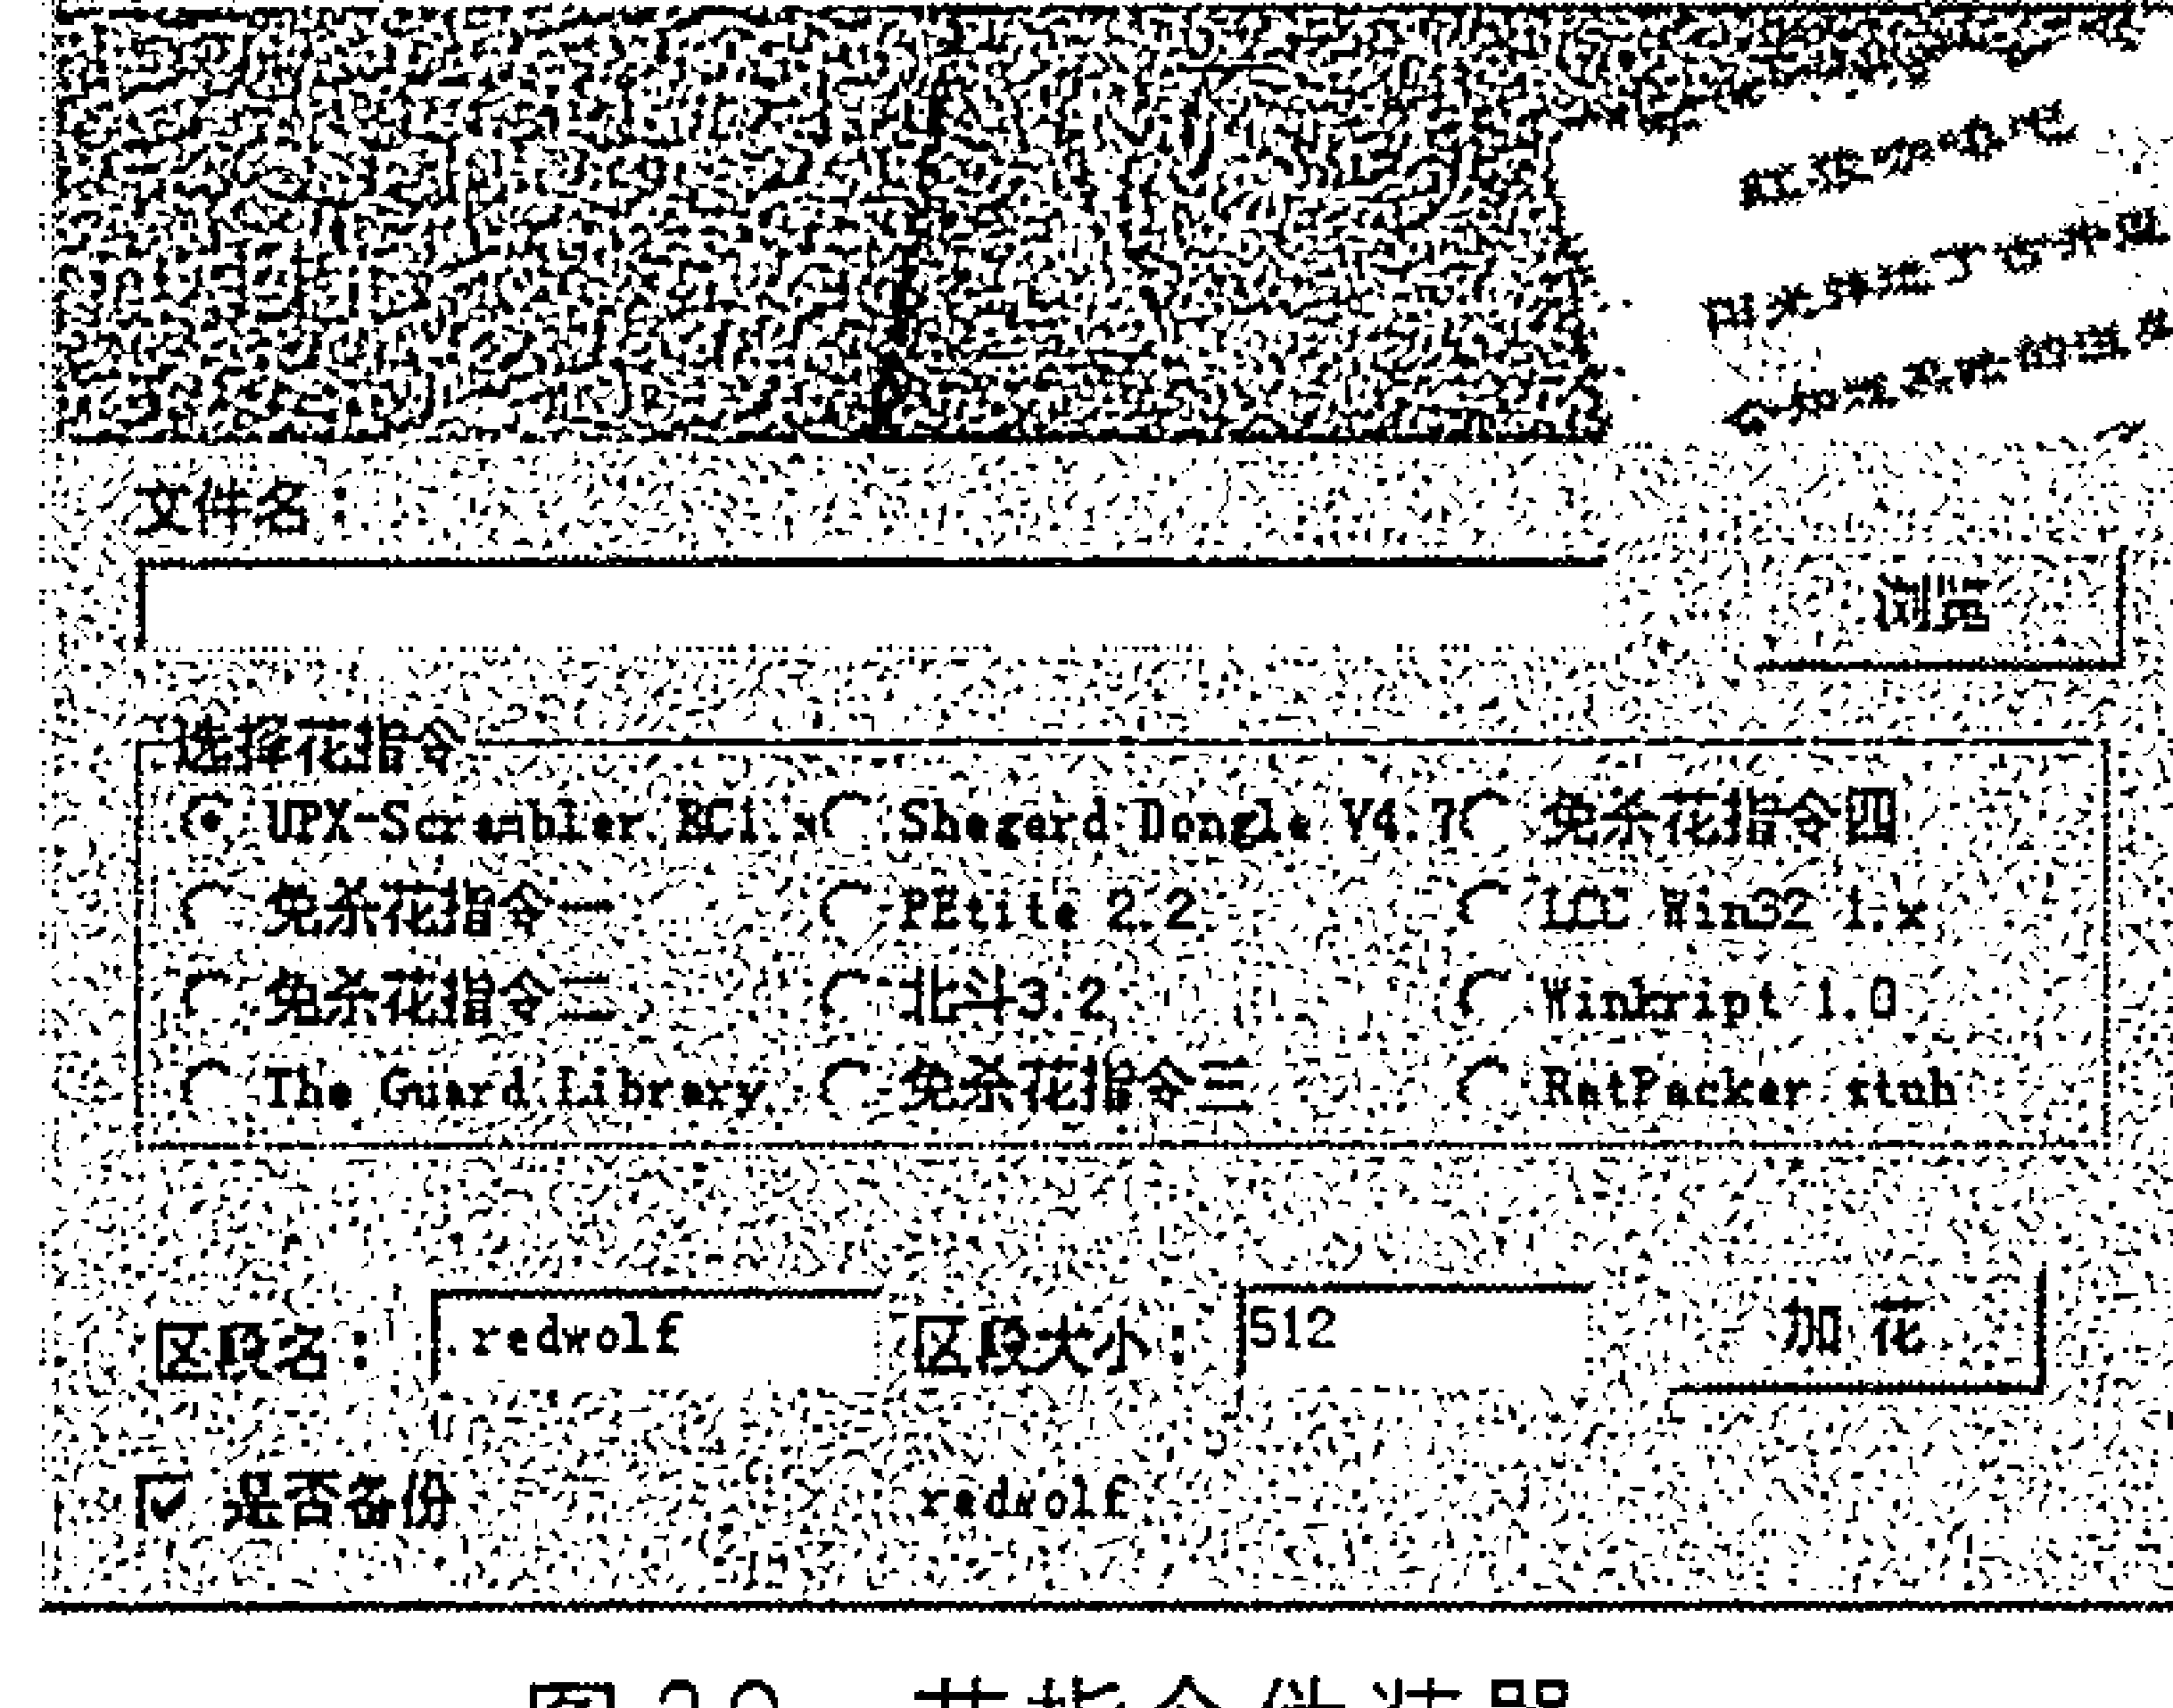 文件名：
浏览
选择花指令
UPX-Scrambler RC1.x Shegerd Dongle V4.7 免杀花指令四
免杀花指令一 PEtite 2.2 LCC Win32 1.x
免杀花指令二 北斗3.2 Winkript 1.0
The Guard Library 免杀花指令三 RatPacker stub
区段名： .redwolf 区段大小： 512 加 花
是否备份 redwolf